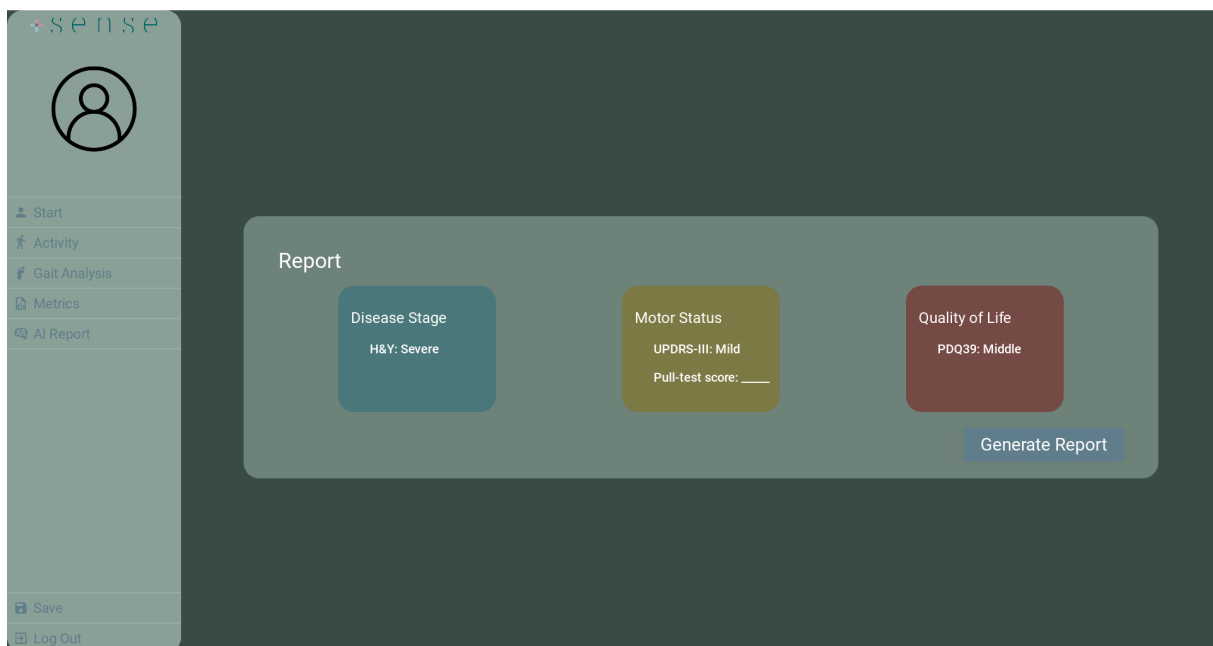 sense
Start
Activity
Gait Analysis
Metrics
AI Report
Save
Log Out
Report
Disease Stage
H&Y: Severe
Motor Status
UPDRS-III: Mild
Pull-test score: _____
Quality of Life
PDQ39: Middle
Generate Report